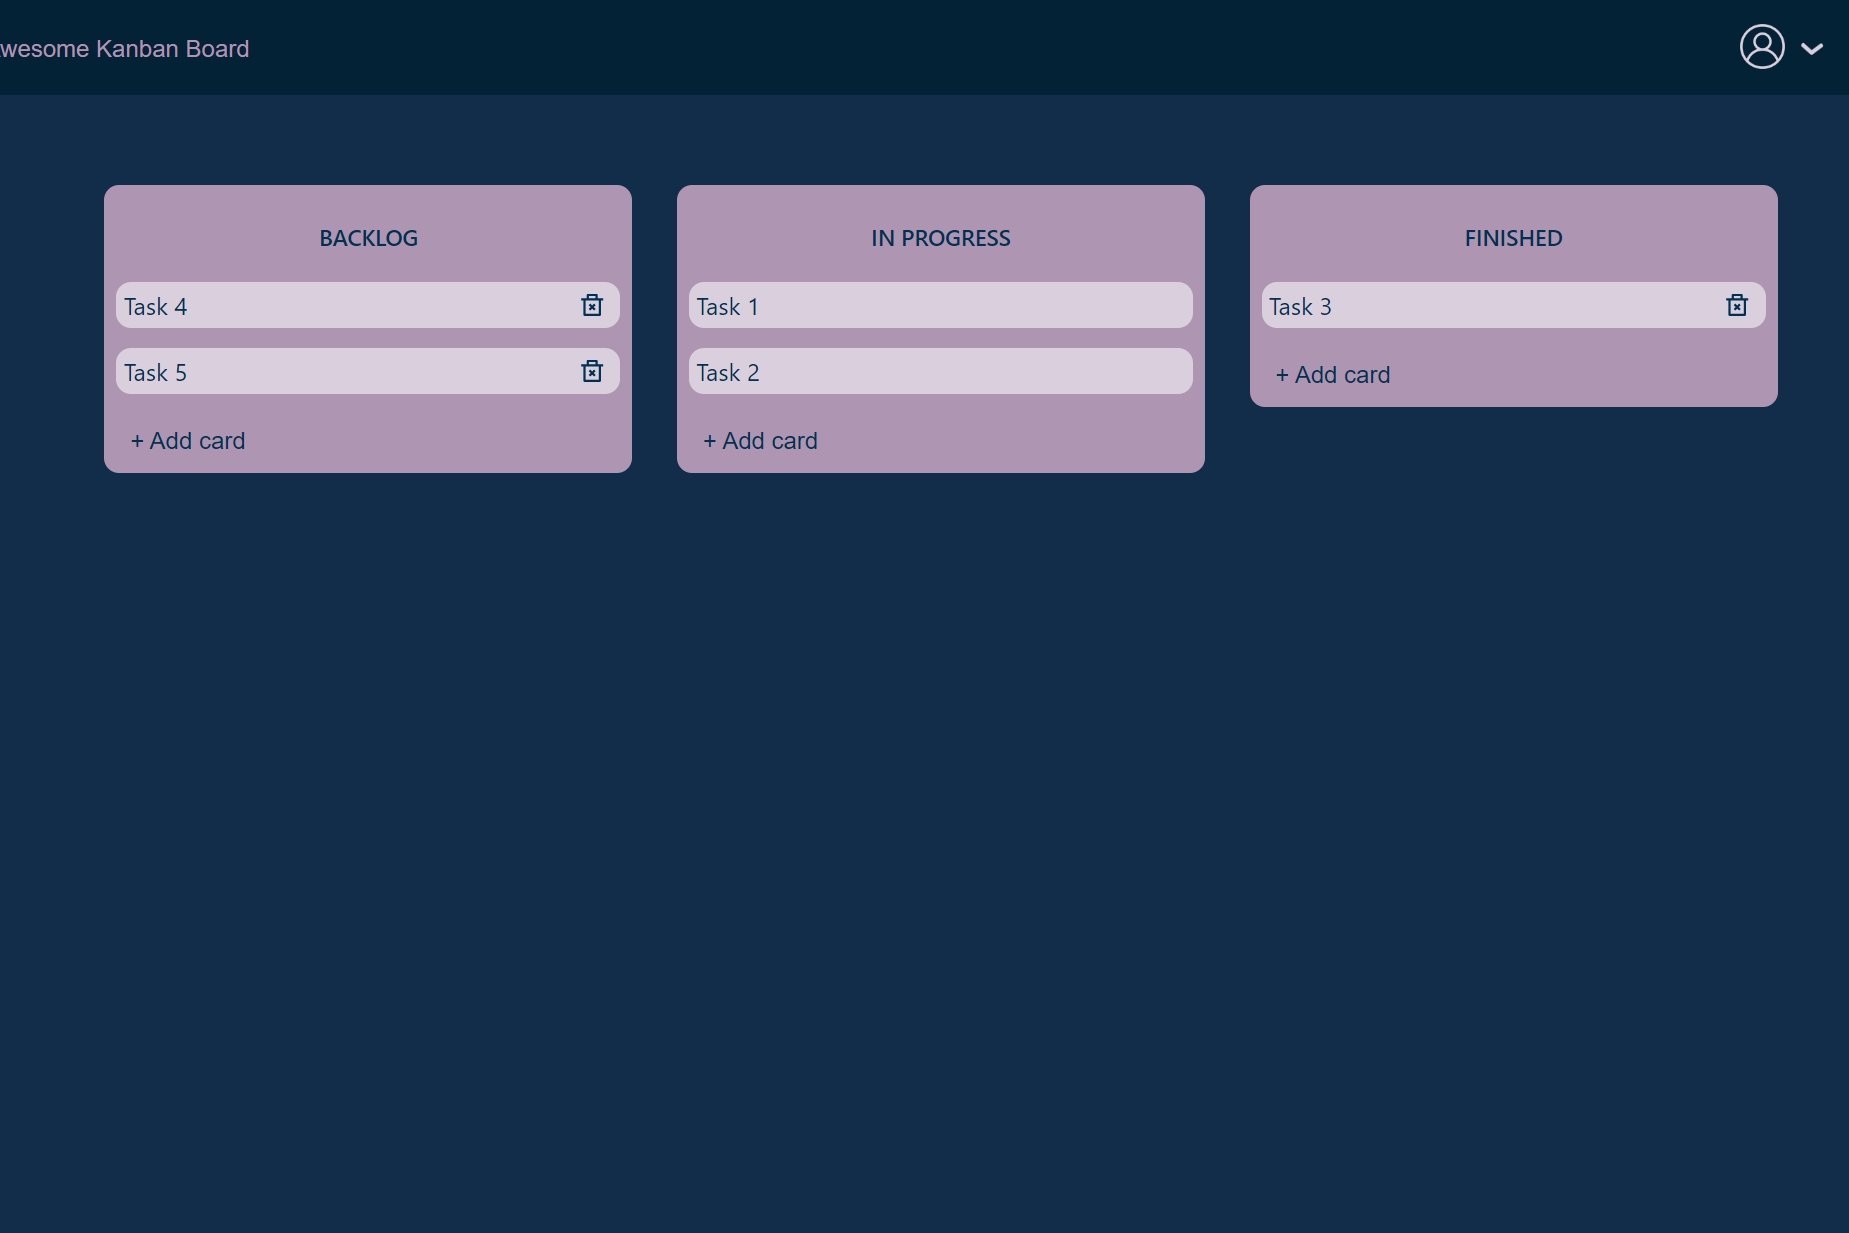 wesome Kanban Board
BACKLOG
Task 4
Task 5
+ Add card
IN PROGRESS
Task 1
Task 2
+ Add card
FINISHED
Task 3
+ Add card